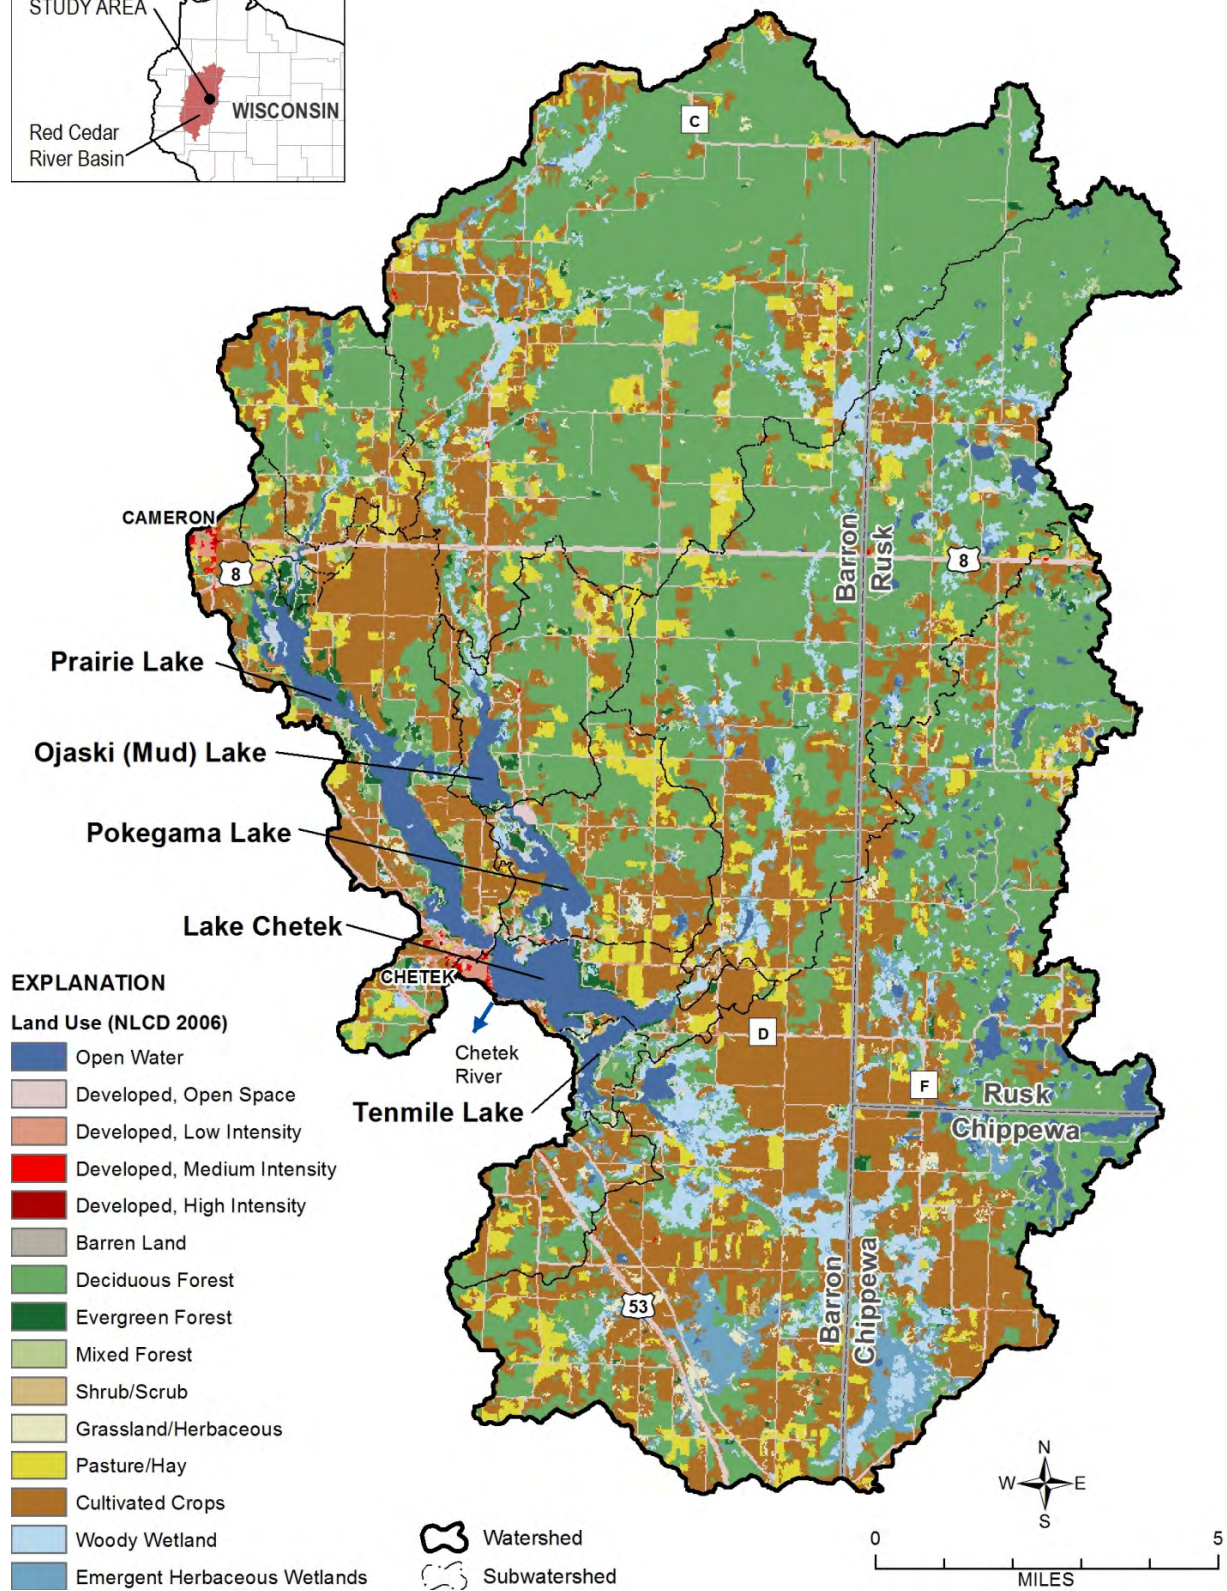 STUDY AREA
WISCONSIN
Red Cedar
River Basin
C
CAMERON
8
8
Barron
Rusk
Prairie Lake
Ojaski (Mud) Lake
Pokegama Lake
Lake Chetek
CHETEK
Chetek
River
D
F
Rusk
Chippewa
Tenmile Lake
Barron
Chippewa
53
EXPLANATION
Land Use (NLCD 2006)
Open Water
Developed, Open Space
Developed, Low Intensity
Developed, Medium Intensity
Developed, High Intensity
Barren Land
Deciduous Forest
Evergreen Forest
Mixed Forest
Shrub/Scrub
Grassland/Herbaceous
Pasture/Hay
Cultivated Crops
Woody Wetland
Emergent Herbaceous Wetlands
Watershed
Subwatershed
N
W E
S
0 5
MILES